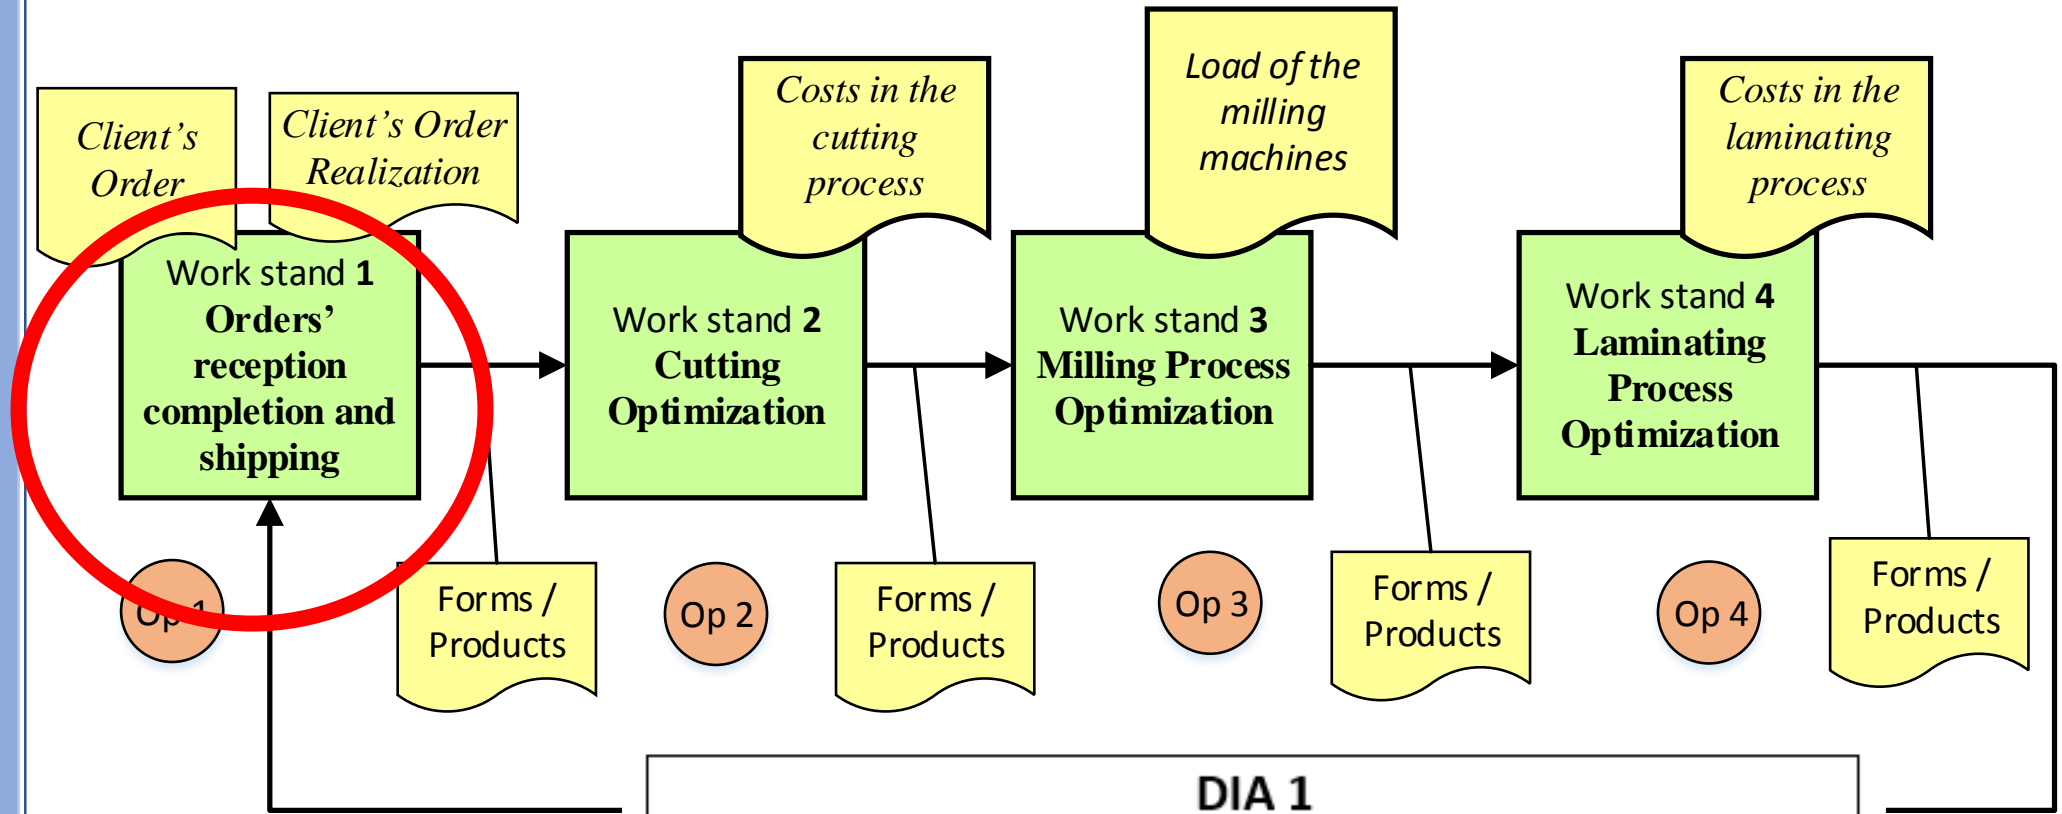 Client's
Order
Client's Order
Realization
Costs in the
cutting
process
Load of the
milling
machines
Costs in the
laminating
process
Work stand 1
Orders'
reception
completion and
shipping
Work stand 2
Cutting
Optimization
Work stand 3
Milling Process
Optimization
Work stand 4
Laminating
Process
Optimization
Op 1
Forms /
Products
Op 2
Forms /
Products
Op 3
Forms /
Products
Op 4
Forms /
Products
DIA 1